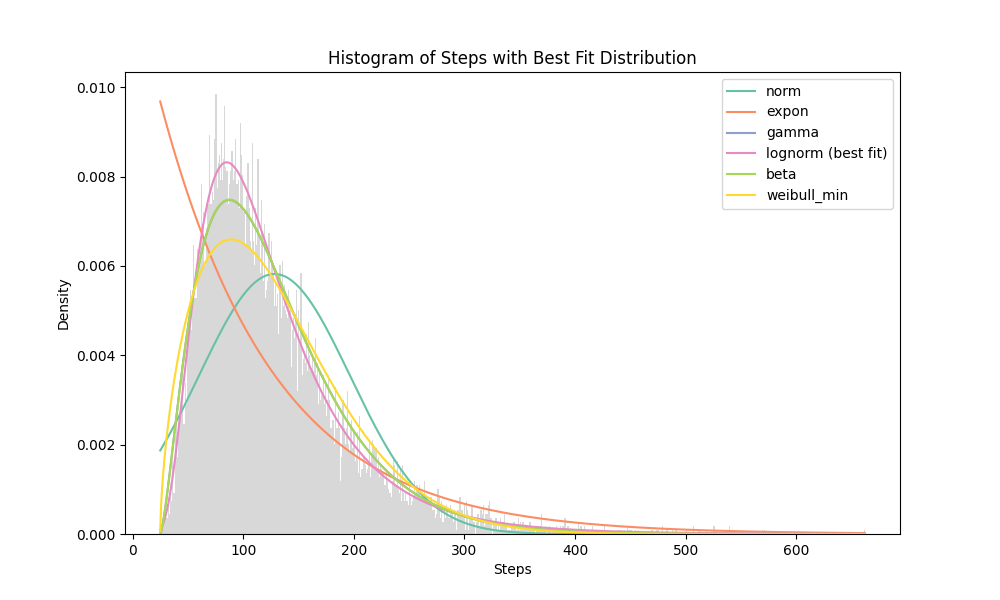 Histogram of Steps with Best Fit Distribution
norm
expon
gamma
lognorm (best fit)
beta
weibull_min
Density
0.010
0.008
0.006
0.004
0.002
0.000
0 100 200 300 400 500 600
Steps